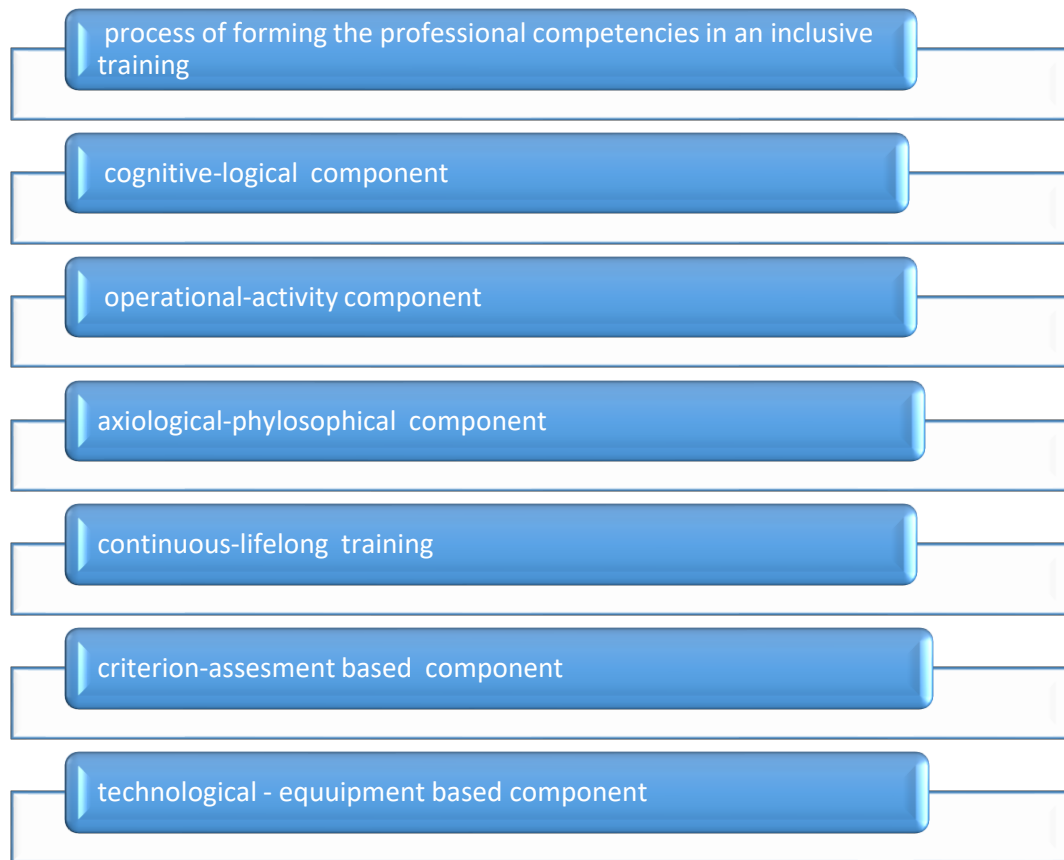 process of forming the professional competencies in an inclusive
training
cognitive-logical component
operational-activity component
axiological-phylosophical component
continuous-lifelong training
criterion-assesment based component
technological - equuipment based component